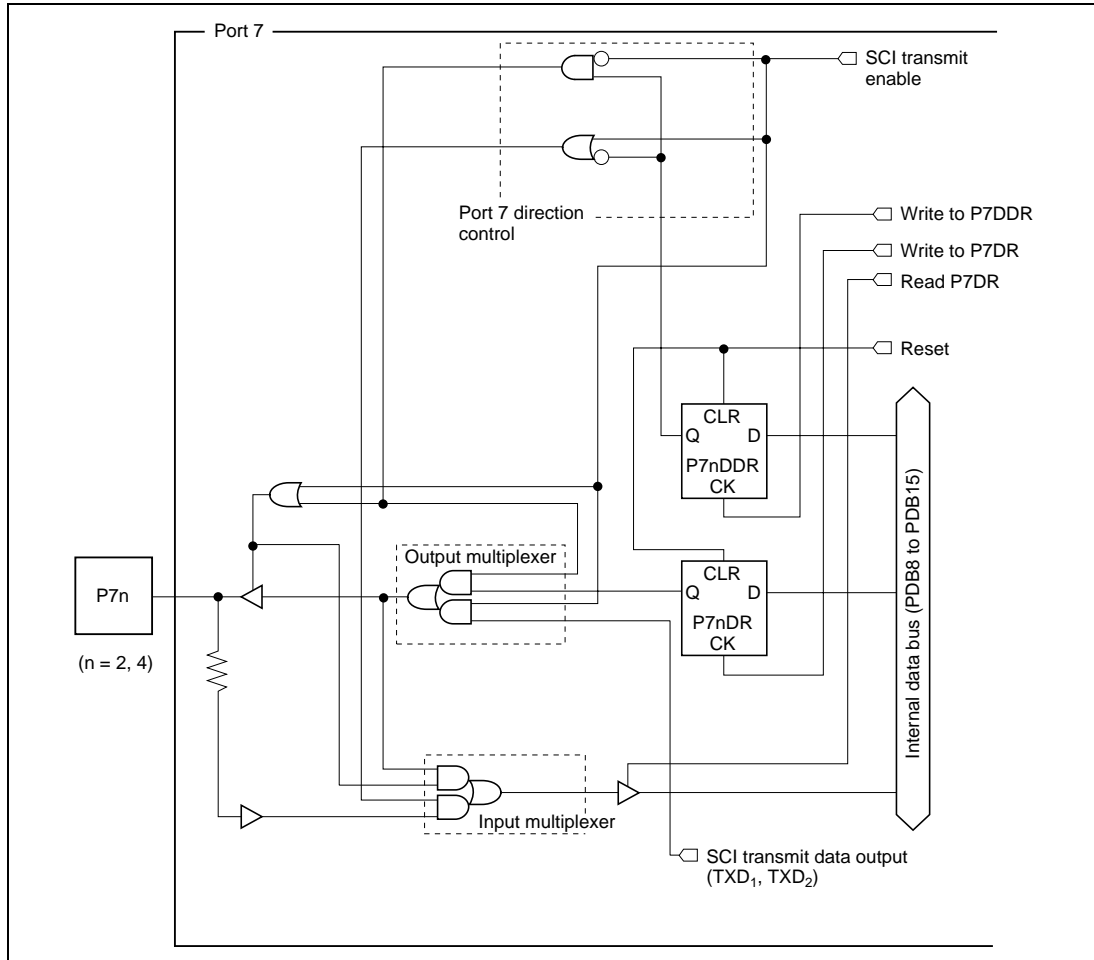 Port 7
SCI transmit
enable
Port 7 direction
control
Write to P7DDR
Write to P7DR
Read P7DR
Reset
CLR
Q D
P7nDDR
CK
Output multiplexer
CLR
Q D
P7nDR
CK
P7n
(n = 2, 4)
Internal data bus (PDB8 to PDB15)
Input multiplexer
SCI transmit data output
(TXD1, TXD2)